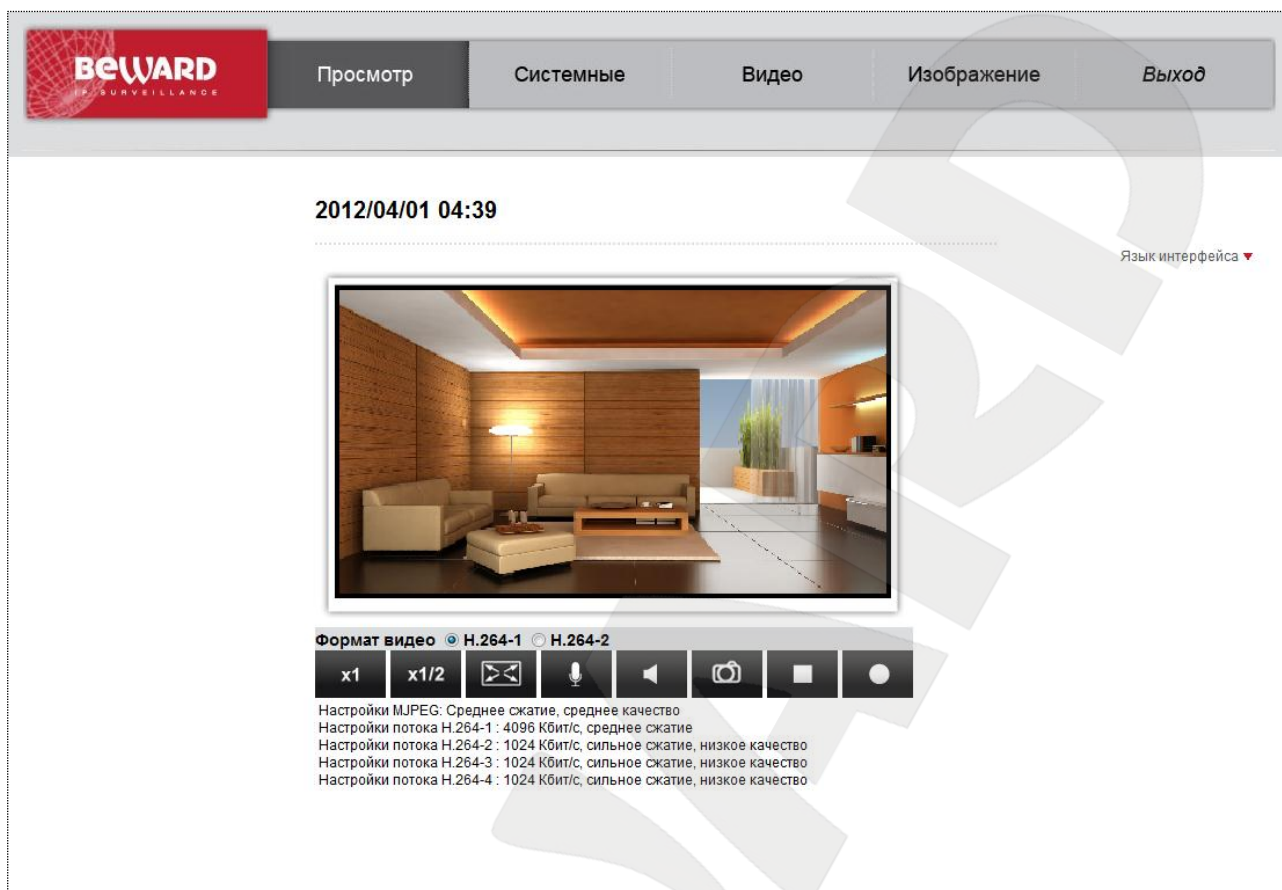 BEWARD
IP SURVEILLANCE
Просмотр
Системные
Видео
Изображение
Выход
2012/04/01 04:39
Язык интерфейса
Формат видео H.264-1 H.264-2
x1 x1/2
Настройки MJPEG: Среднее сжатие, среднее качество
Настройки потока H.264-1 : 4096 Кбит/с, среднее сжатие
Настройки потока H.264-2 : 1024 Кбит/с, сильное сжатие, низкое качество
Настройки потока H.264-3 : 1024 Кбит/с, сильное сжатие, низкое качество
Настройки потока H.264-4 : 1024 Кбит/с, сильное сжатие, низкое качество